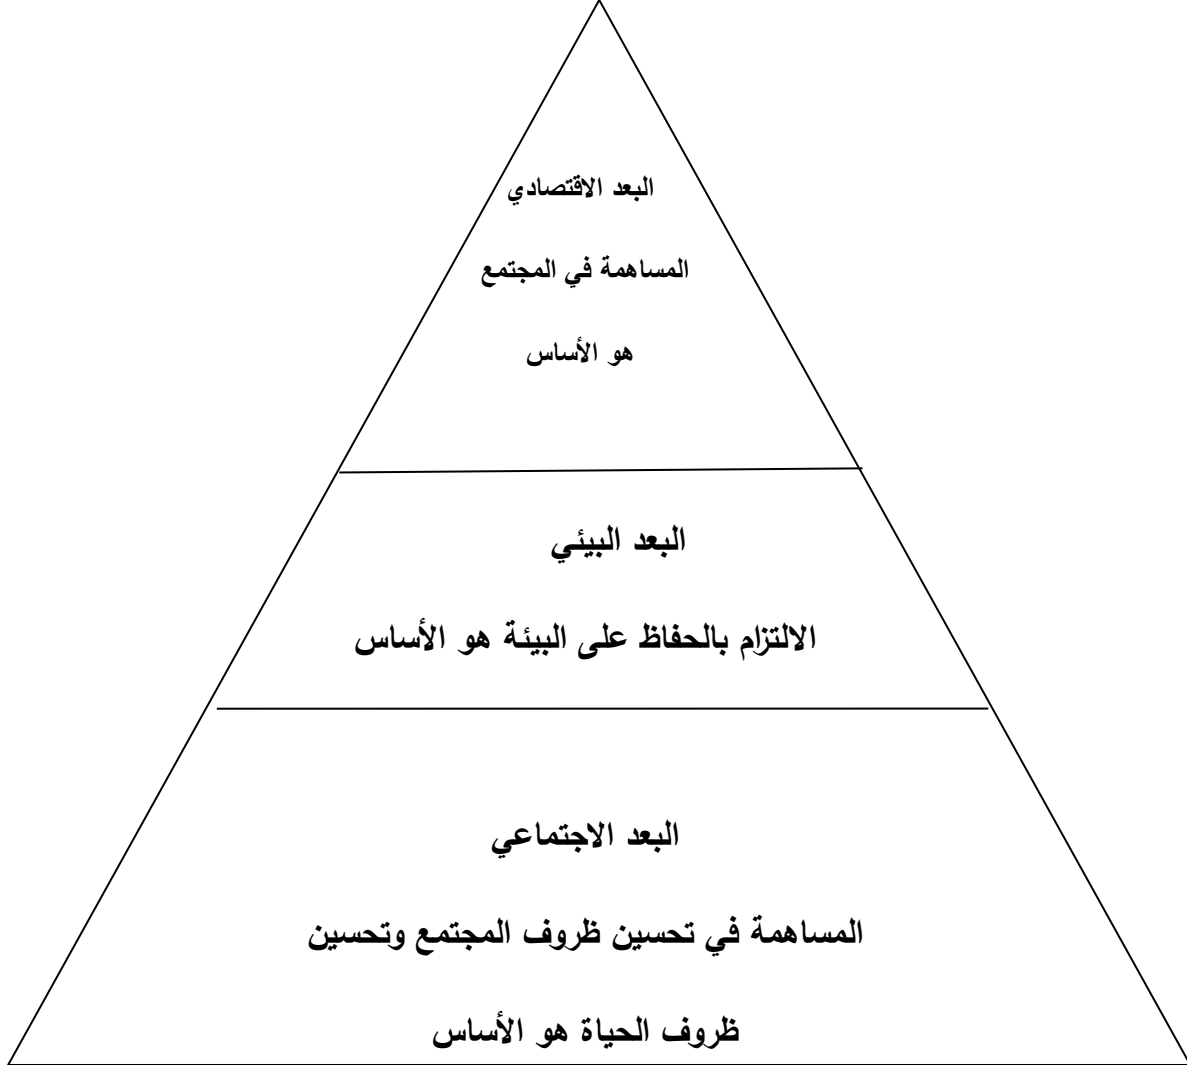 البعد الاقتصادي
المساهمة في المجتمع
هو الأساس
البعد البيئي
الالتزام بالحفاظ على البيئة هو الأساس
البعد الاجتماعي
المساهمة في تحسين ظروف المجتمع وتحسين
ظروف الحياة هو الأساس